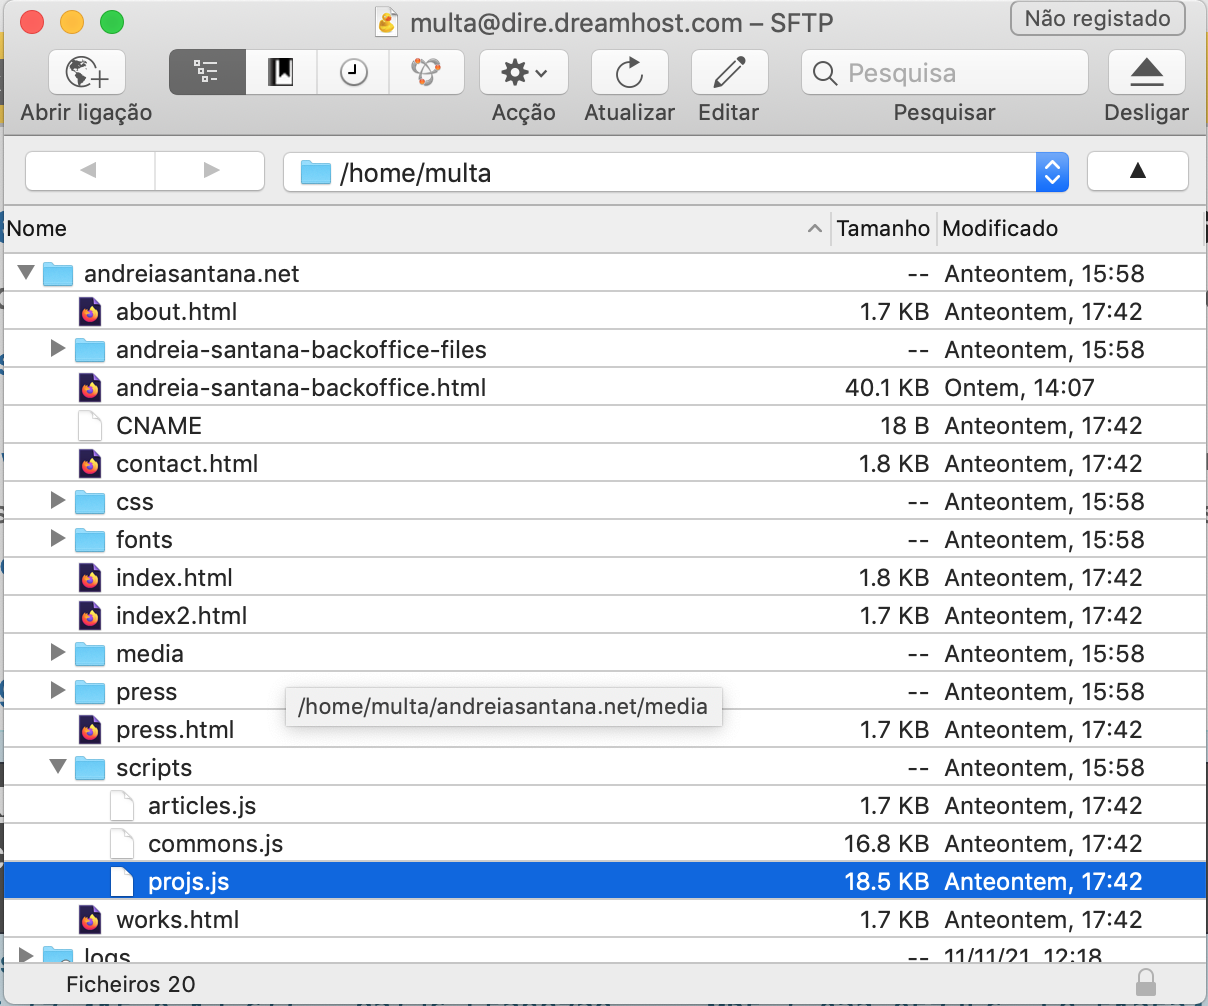 multa@dire.dreamhost.com – SFTP
Não registado
Pesquisa
Abrir ligação
Acção
Atualizar
Editar
Pesquisar
Desligar
/home/multa
Nome Tamanho Modificado
andreiasantana.net -- Anteontem, 15:58
about.html 1.7 KB Anteontem, 17:42
andreia-santana-backoffice-files -- Anteontem, 15:58
andreia-santana-backoffice.html 40.1 KB Ontem, 14:07
CNAME 18 B Anteontem, 17:42
contact.html 1.8 KB Anteontem, 17:42
css -- Anteontem, 15:58
fonts -- Anteontem, 15:58
index.html 1.8 KB Anteontem, 17:42
index2.html 1.7 KB Anteontem, 17:42
media -- Anteontem, 15:58
press -- Anteontem, 15:58
/home/multa/andreiasantana.net/media
press.html 1.7 KB Anteontem, 17:42
scripts -- Anteontem, 15:58
articles.js 1.7 KB Anteontem, 17:42
commons.js 16.8 KB Anteontem, 17:42
projs.js 18.5 KB Anteontem, 17:42
works.html 1.7 KB Anteontem, 17:42
logs -- 11/11/21, 12:18
Ficheiros 20